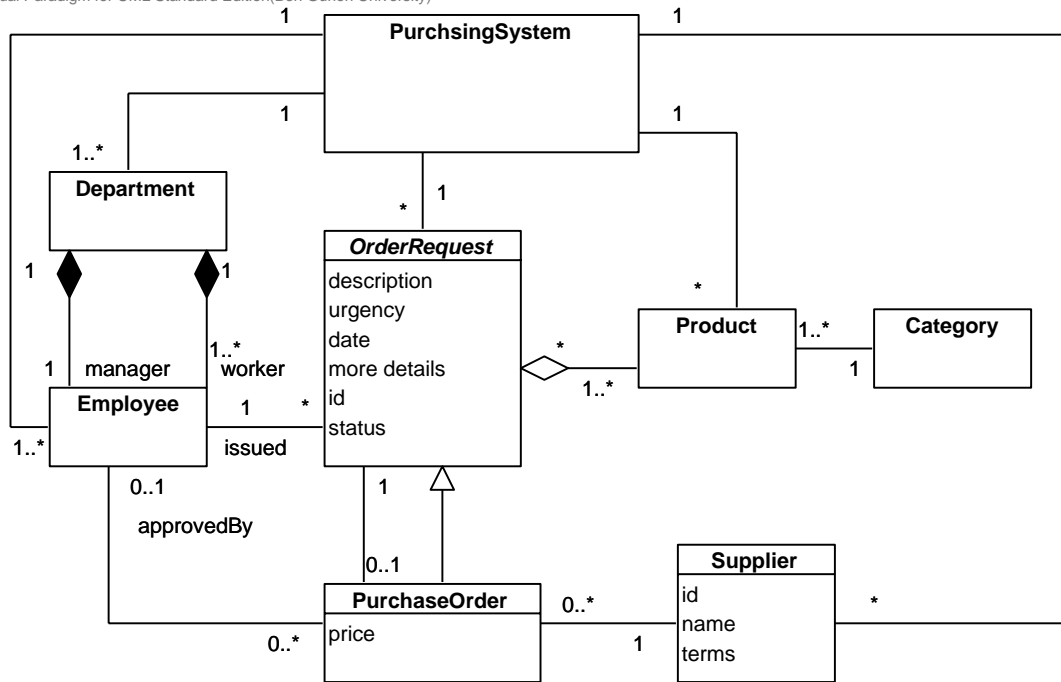 1
PurchsingSystem
1
1
1
1..*
1
*
Department
1
1
OrderRequest
description
urgency
date
more details
id
status
*
Product
1..*
1
Category
*
1..*
1
manager
1..*
worker
Employee
1
*
issued
1..*
0..1
approvedBy
1
0..1
PurchaseOrder
price
0..*
0..*
1
Supplier
id
name
terms
*